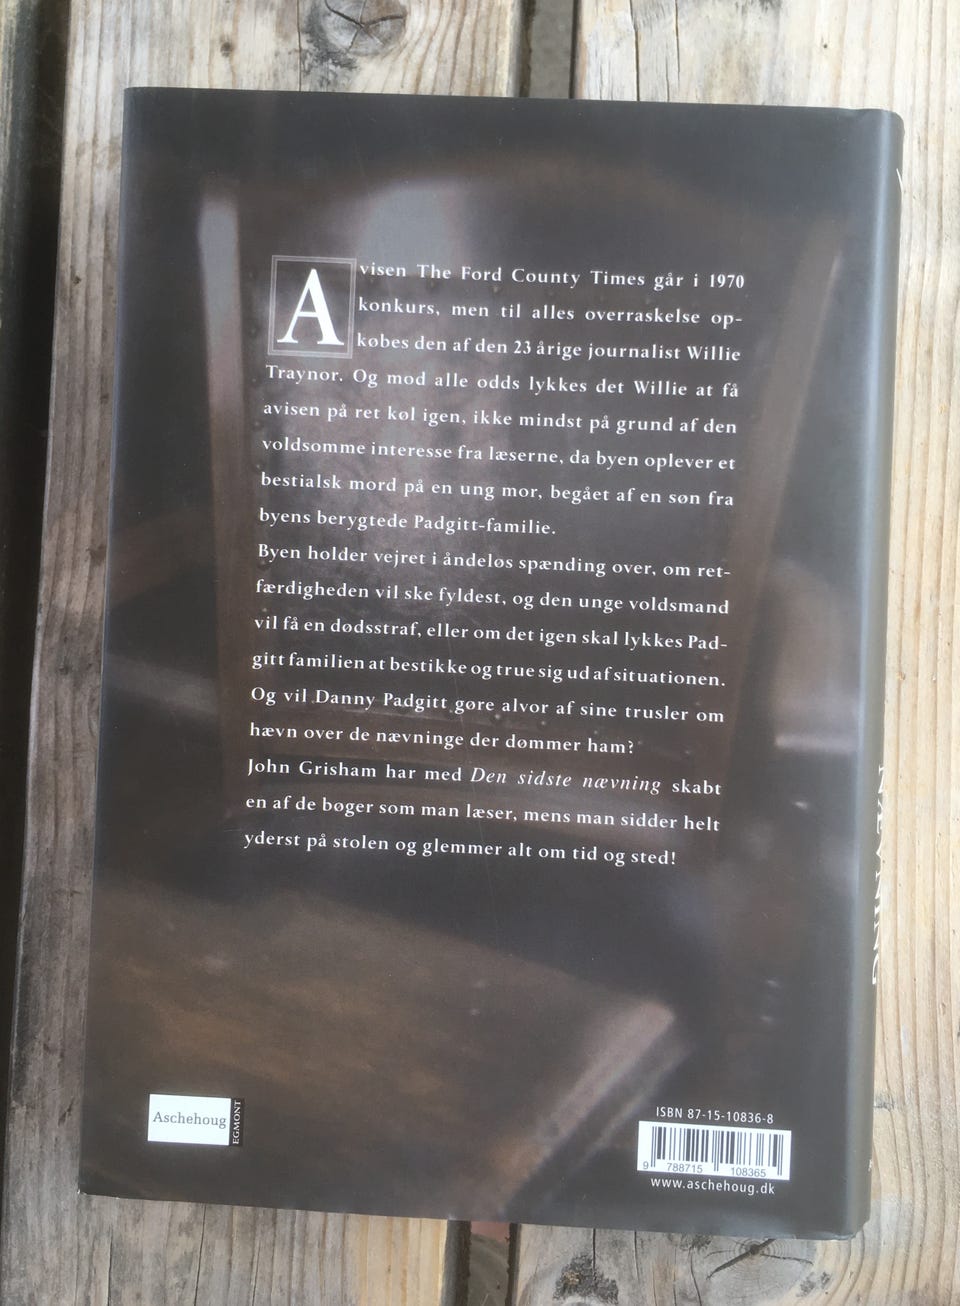 Avisen The Ford County Times går i 1970
konkurs, men til alles overraskelse op-
købes den af den 23 årige journalist Willie
Traynor. Og mod alle odds lykkes det Willie at få
avisen på ret køl igen, ikke mindst på grund af den
voldsomme interesse fra læserne, da byen oplever et
bestialsk mord på en ung mor, begået af en søn fra
byens berygtede Padgitt-familie.
Byen holder vejret i åndeløs spænding over, om ret-
færdigheden vil ske fyldest, og den unge voldsmand
vil få en dødsstraf, eller om det igen skal lykkes Pad-
gitt familien at bestikke og true sig ud af situationen.
Og vil Danny Padgitt gøre alvor af sine trusler om
hævn over de nævninge der dømmer ham?
John Grisham har med Den sidste nævning skabt
en af de bøger som man læser, mens man sidder helt
yderst på stolen og glemmer alt om tid og sted!
Aschehoug
EGMONT
ISBN 87-15-10836-8
9 788715 108365
www.aschehoug.dk